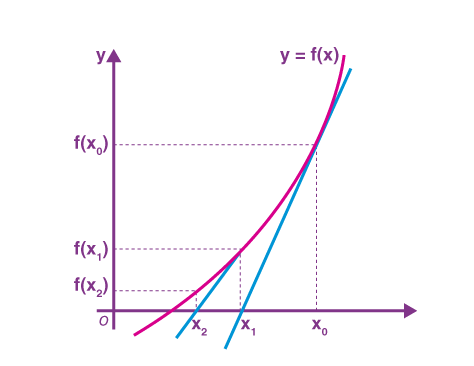 y
y = f(x)
f(x₀)
f(x₁)
f(x₂)
O
x₂
x₁
x₀